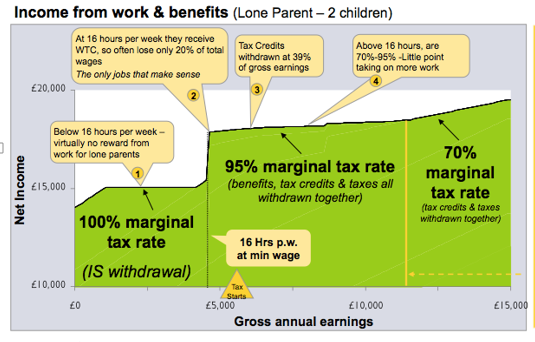 Income from work & benefits (Lone Parent – 2 children)
At 16 hours per week they receive
WTC, so often lose only 20% of total
wages
The only jobs that make sense
Tax Credits
withdrawn at 39%
of gross earnings
Above 16 hours, are
70%-95% -Little point
taking on more work
2
3
4
£20,000
Below 16 hours per week –
virtually no reward from
work for lone parents
1
£15,000
£10,000
Net Income
100% marginal
tax rate
(IS withdrawal)
95% marginal tax rate
(benefits, tax credits & taxes all
withdrawn together)
70%
marginal
tax rate
(tax credits & taxes
withdrawn together)
16 Hrs p.w.
at min wage
Tax
Starts
£0
£5,000
£10,000
£15,000
Gross annual earnings